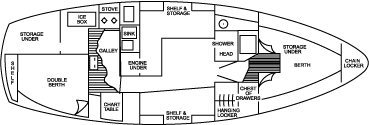 STOVE
SHELF &
STORAGE
ICE
BOX
STORAGE
UNDER
SINK
SHOWER
STORAGE
UNDER
GALLEY
HEAD
ENGINE
UNDER
BERTH
CHAIN
LOCKER
SHELF
DOUBLE
BERTH
CHEST
OF
DRAWERS
CHART
TABLE
SHELF &
STORAGE
HANGING
LOCKER